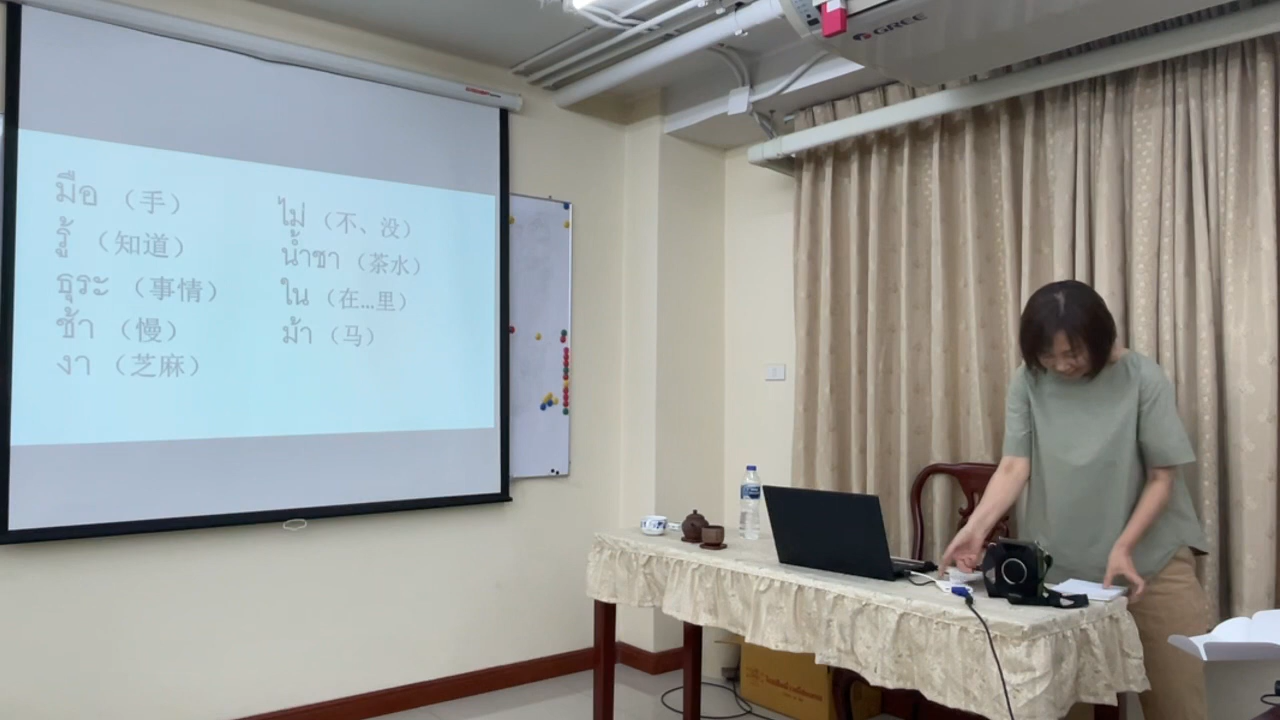 มือ （手）
รู้ （知道）
ธุระ （事情）
ช้า （慢）
งา （芝麻）
ไม่ （不、没）
น้ำชา （茶水）
ใน （在...里）
ม้า （马）
GREE